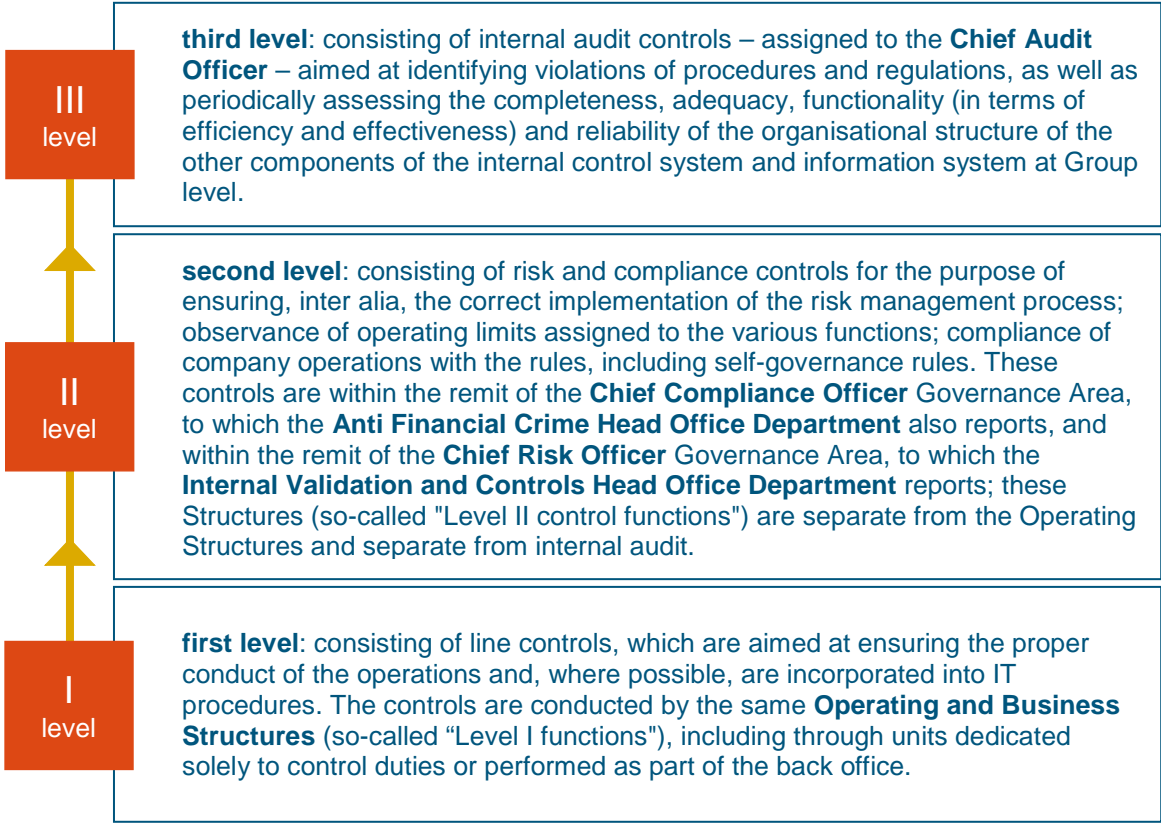 III
level
third level: consisting of internal audit controls – assigned to the Chief Audit
Officer – aimed at identifying violations of procedures and regulations, as well as
periodically assessing the completeness, adequacy, functionality (in terms of
efficiency and effectiveness) and reliability of the organisational structure of the
other components of the internal control system and information system at Group
level.
II
level
second level: consisting of risk and compliance controls for the purpose of
ensuring, inter alia, the correct implementation of the risk management process;
observance of operating limits assigned to the various functions; compliance of
company operations with the rules, including self-governance rules. These
controls are within the remit of the Chief Compliance Officer Governance Area,
to which the Anti Financial Crime Head Office Department also reports, and
within the remit of the Chief Risk Officer Governance Area, to which the
Internal Validation and Controls Head Office Department reports; these
Structures (so-called "Level II control functions") are separate from the Operating
Structures and separate from internal audit.
I
level
first level: consisting of line controls, which are aimed at ensuring the proper
conduct of the operations and, where possible, are incorporated into IT
procedures. The controls are conducted by the same Operating and Business
Structures (so-called “Level I functions"), including through units dedicated
solely to control duties or performed as part of the back office.